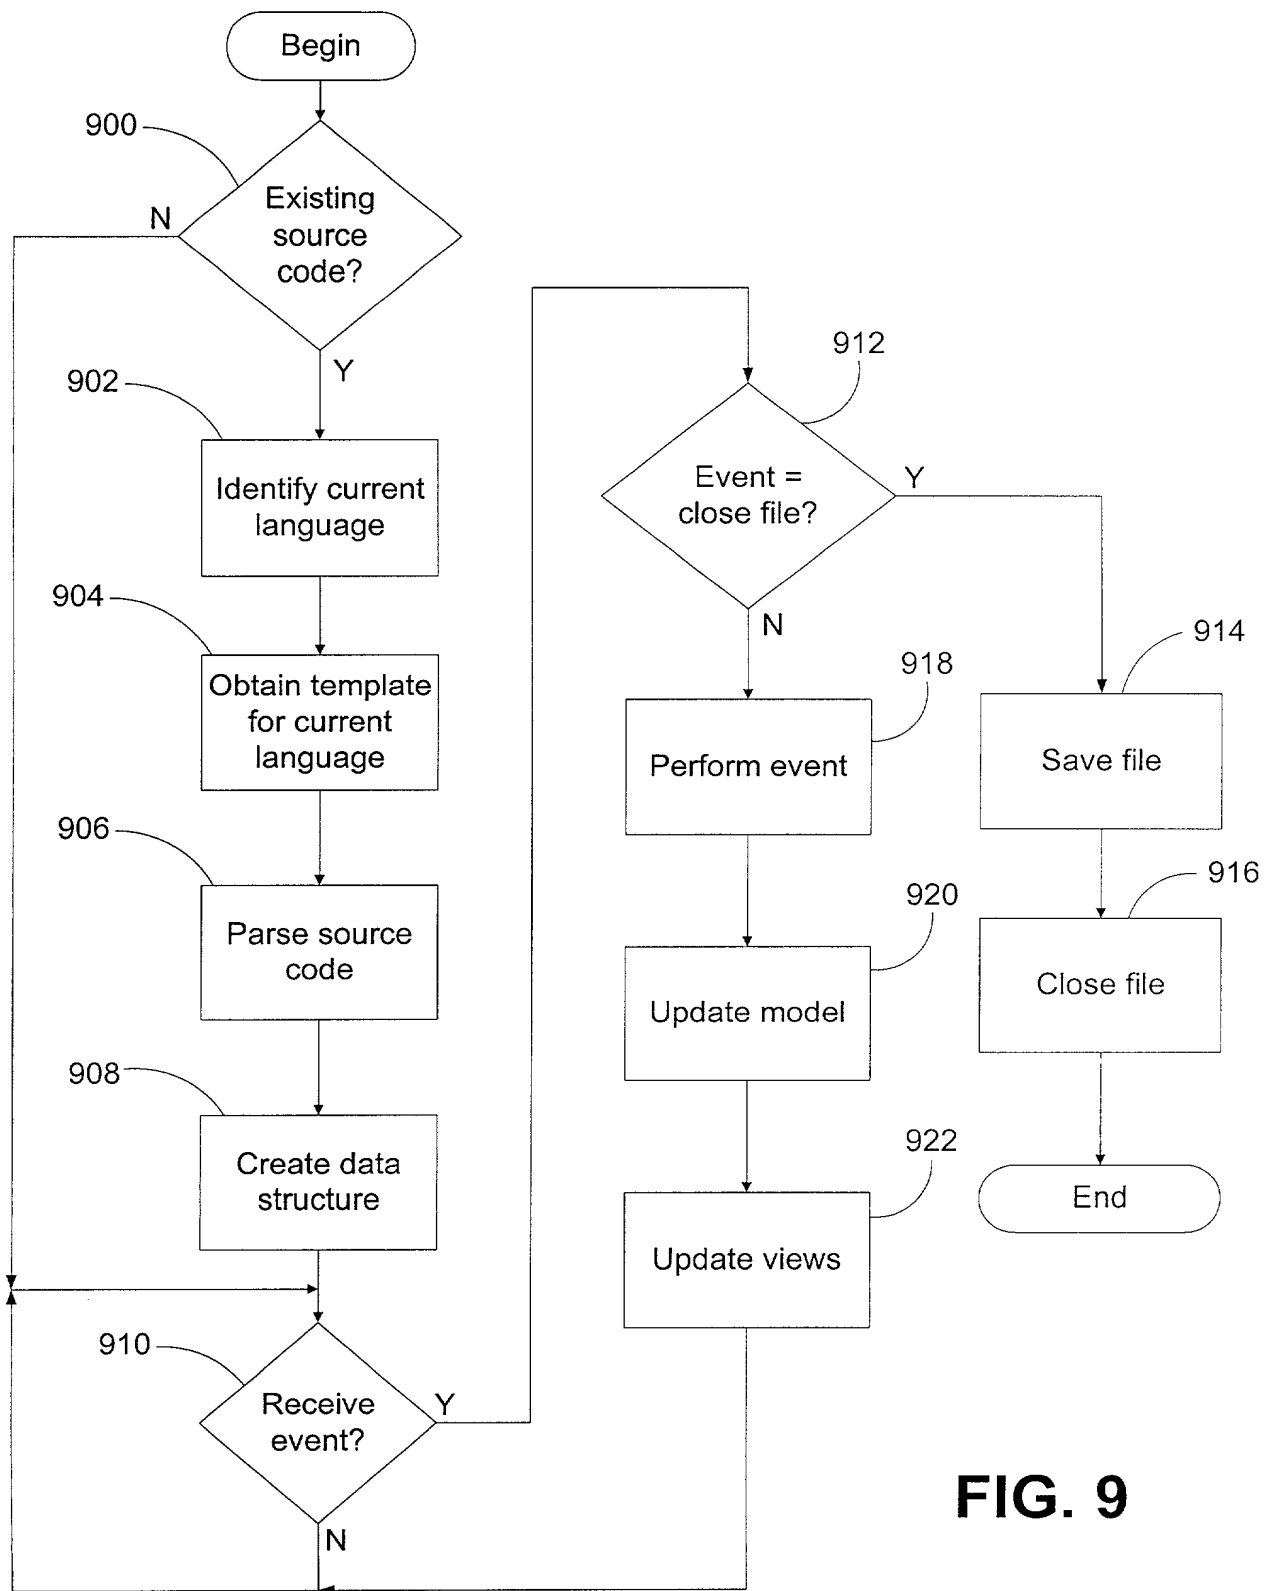 Begin
900
Existing
source
code?
N
Y
902
Identify current
language
904
Obtain template
for current
language
906
Parse source
code
908
Create data
structure
910
Receive
event?
Y
N
912
Event =
close file?
Y
N
914
Save file
916
Close file
End
918
Perform event
920
Update model
922
Update views
FIG. 9